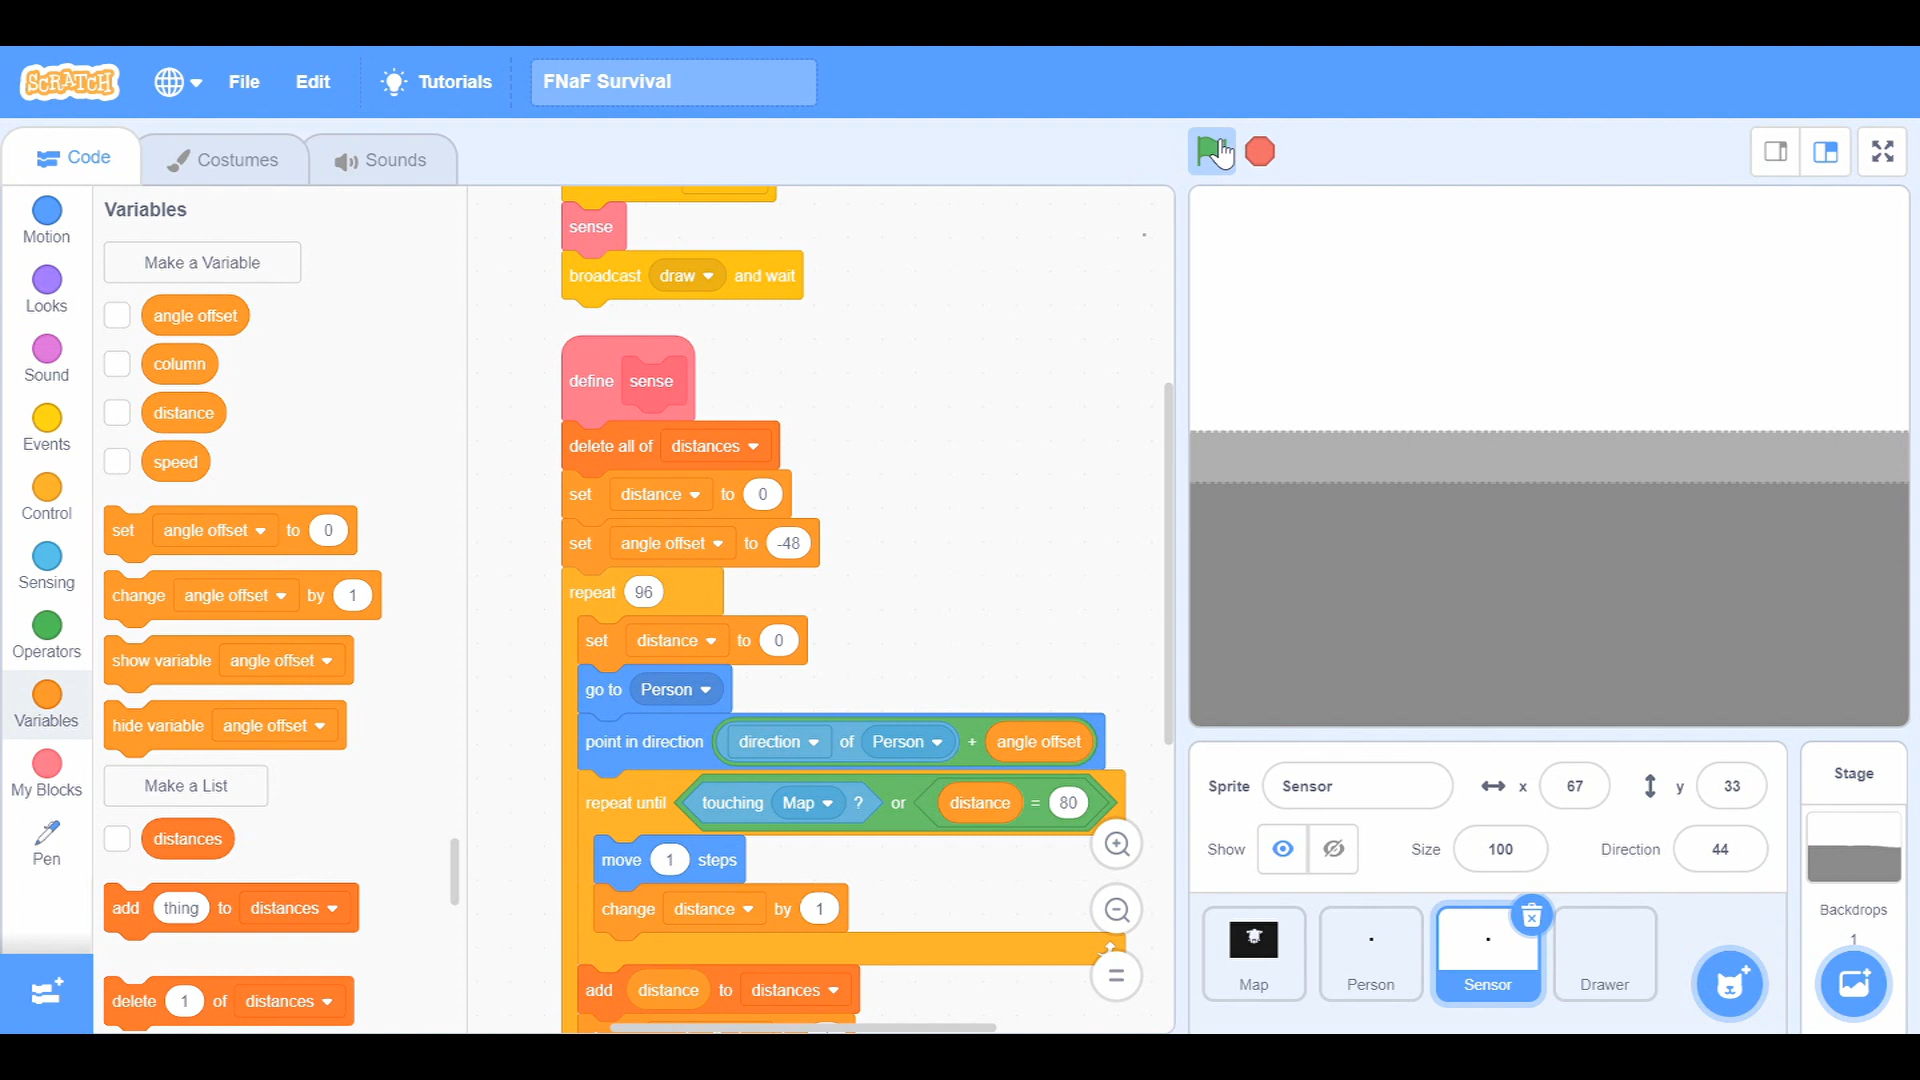 SCRATCH File Edit Tutorials FNaF Survival
Code Costumes Sounds
Motion
Looks
Sound
Events
Control
Sensing
Operators
Variables
My Blocks
Pen
Variables
Make a Variable
angle offset
column
distance
speed
set angle offset to 0
change angle offset by 1
show variable angle offset
hide variable angle offset
Make a List
distances
add thing to distances
delete 1 of distances
sense
broadcast draw and wait
define sense
delete all of distances
set distance to 0
set angle offset to -48
repeat 96
set distance to 0
go to Person
point in direction direction of Person + angle offset
repeat until touching Map ? or distance = 80
move 1 steps
change distance by 1
add distance to distances
Sprite Sensor x 67 y 33
Show Size 100 Direction 44
Map Person Sensor Drawer
Stage
Backdrops
1